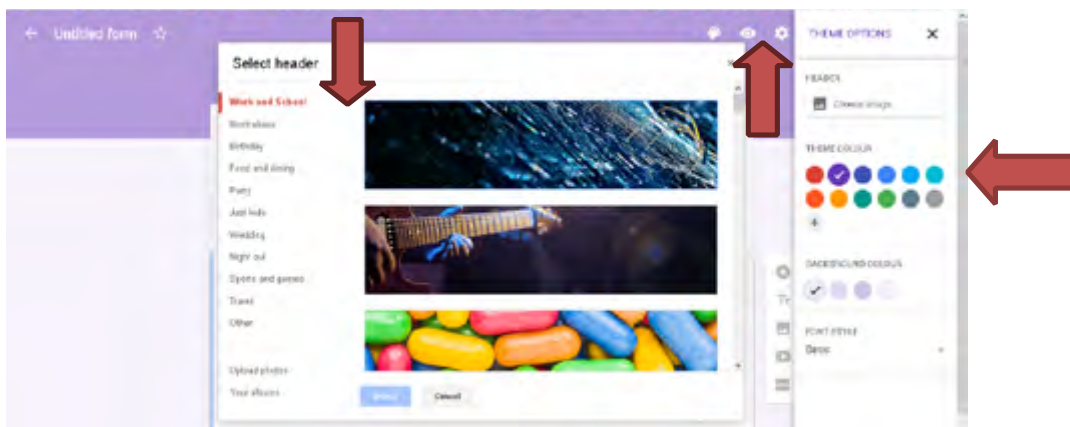 Untitled form
THEME OPTIONS
Select header
HEADER
Work and School
Choose image
Illustrations
Birthday
THEME COLOUR
Food and dining
Party
Just kids
Wedding
Night out
Sports and games
BACKGROUND COLOUR
Travel
Other
FONT STYLE
Basic
Upload photos
Your albums
Cancel